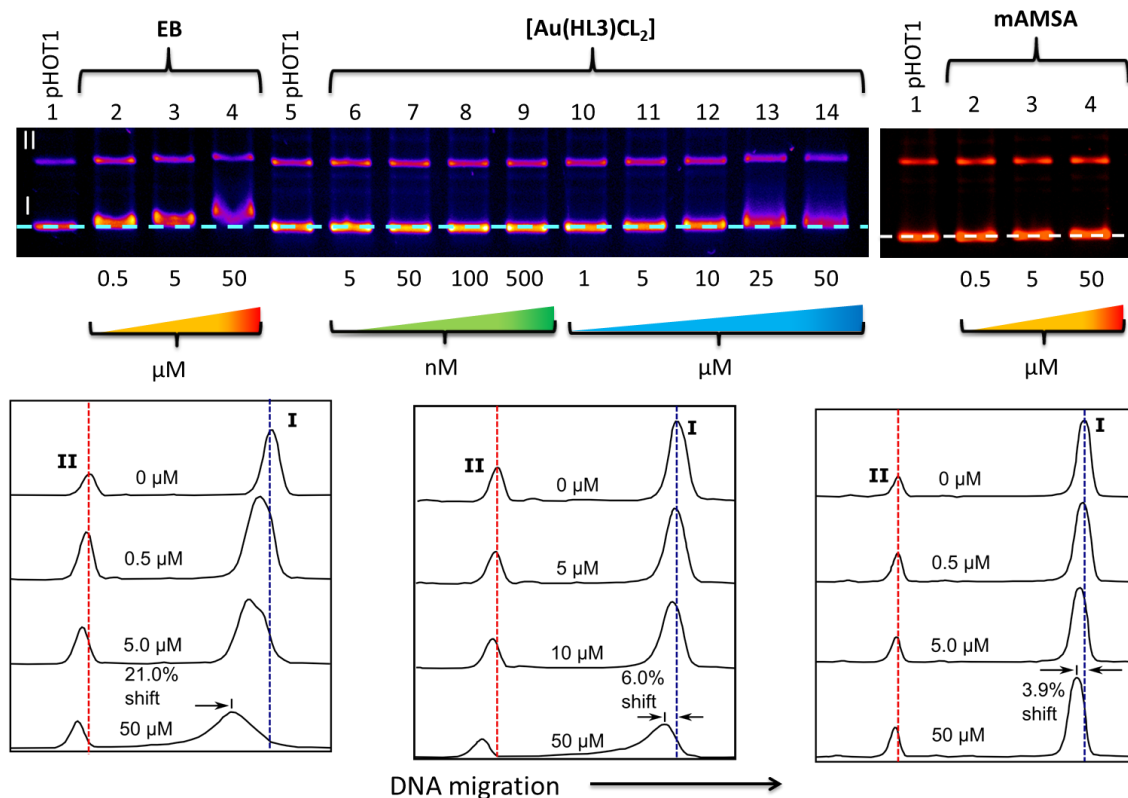 EB [Au(HL3)CL2] mAMSA
pHOT1 pHOT1 pHOT1
1 2 3 4 5 6 7 8 9 10 11 12 13 14 1 2 3 4
II
I
0.5 5 50 5 50 100 500 1 5 10 25 50 0.5 5 50
µM nM µM µM
II I
0 µM
0.5 µM
5.0 µM
21.0%
shift
50 µM
II I
0 µM
5 µM
10 µM
6.0%
shift
50 µM
II I
0 µM
0.5 µM
5.0 µM
3.9%
shift
50 µM
DNA migration